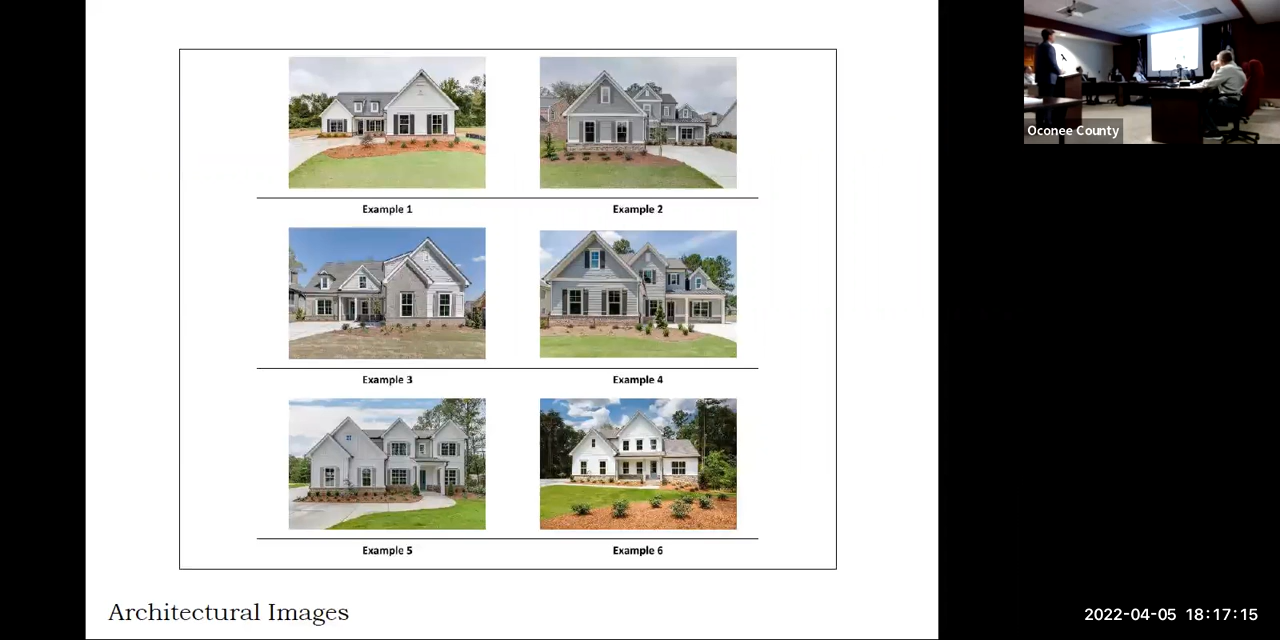 Oconee County
Example 1
Example 2
Example 3
Example 4
Example 5
Example 6
Architectural Images
2022-04-05 18:17:15